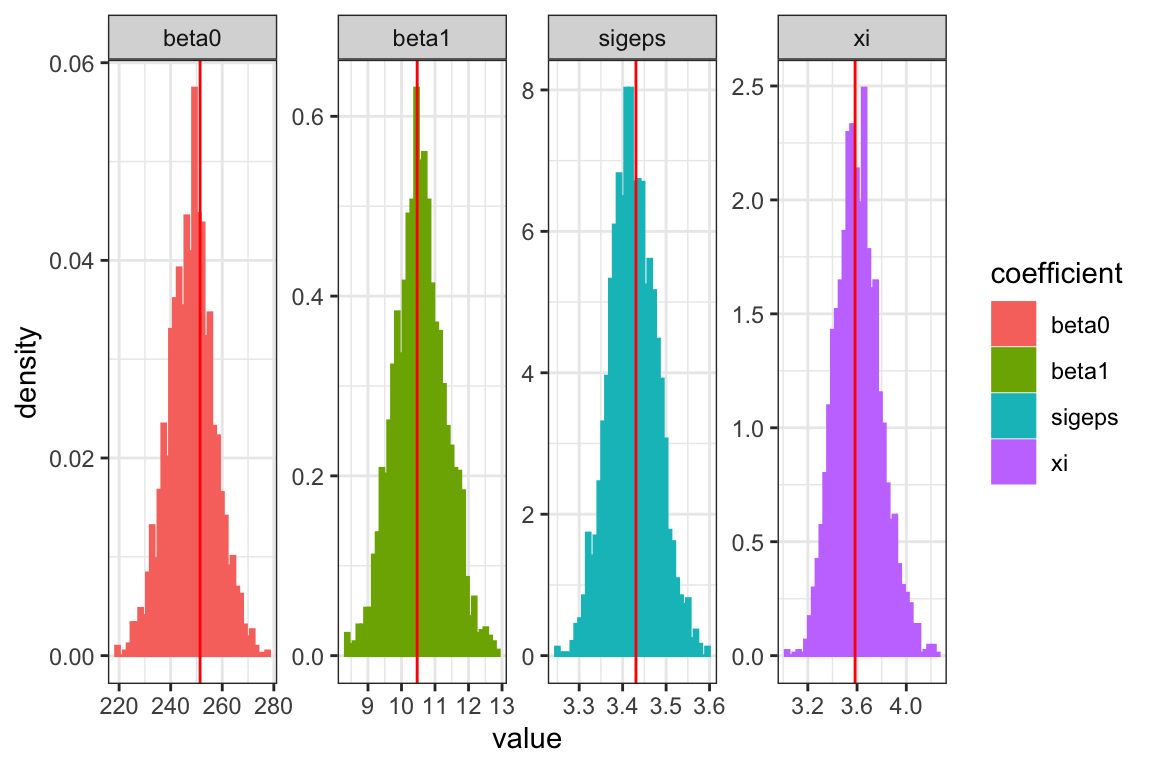 beta0 beta1 sigeps xi
0.06
0.04
0.02
0.00
0.6
0.4
0.2
0.0
8
6
4
2
0
2.5
2.0
1.5
1.0
0.5
0.0
density
220 240 260 280
9 10 11 12 13
3.3 3.4 3.5 3.6
3.2 3.6 4.0
value
coefficient
beta0
beta1
sigeps
xi